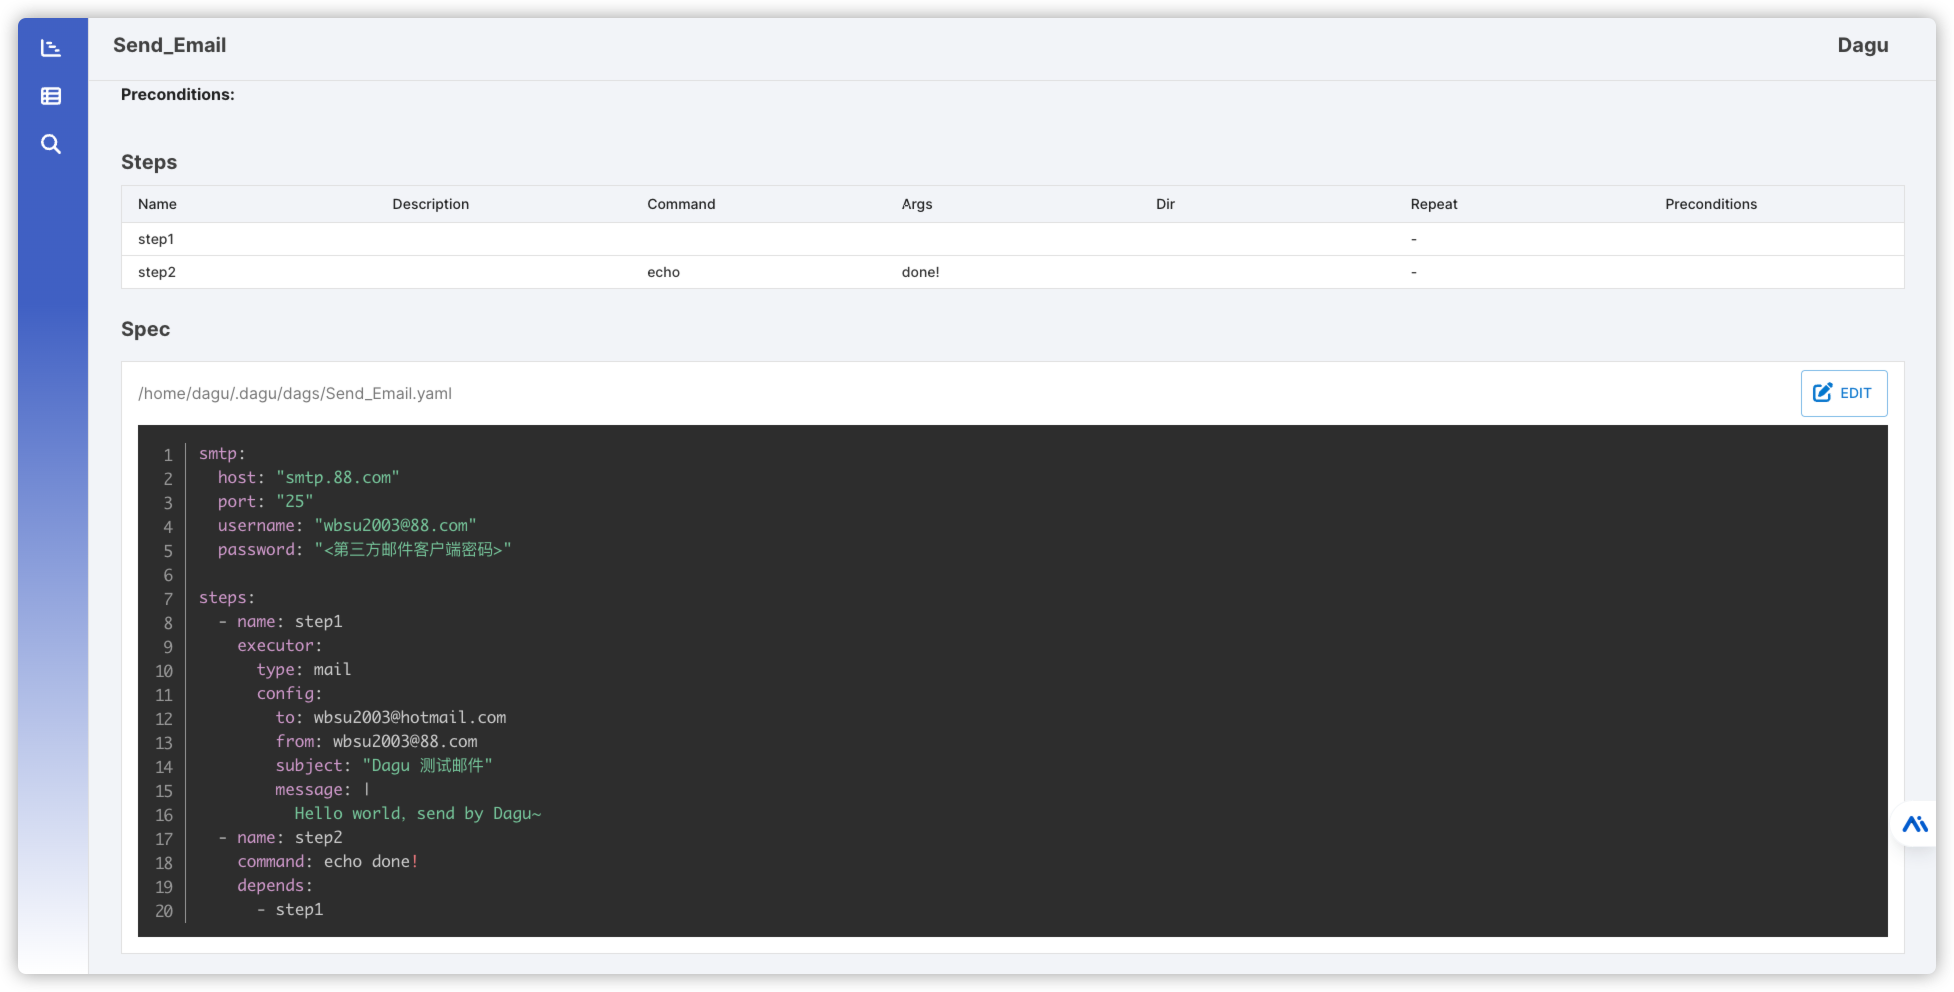 Send_Email
Dagu
Preconditions:
Steps
Name Description Command Args Dir Repeat Preconditions
step1 -
step2 echo done! -
Spec
/home/dagu/.dagu/dags/Send_Email.yaml
EDIT
1 smtp:
2   host: "smtp.88.com"
3   port: "25"
4   username: "wbsu2003@88.com"
5   password: "<第三方邮件客户端密码>"
6
7 steps:
8   - name: step1
9     executor:
10       type: mail
11       config:
12         to: wbsu2003@hotmail.com
13         from: wbsu2003@88.com
14         subject: "Dagu 测试邮件"
15         message: |
16           Hello world, send by Dagu~
17   - name: step2
18     command: echo done!
19     depends:
20       - step1